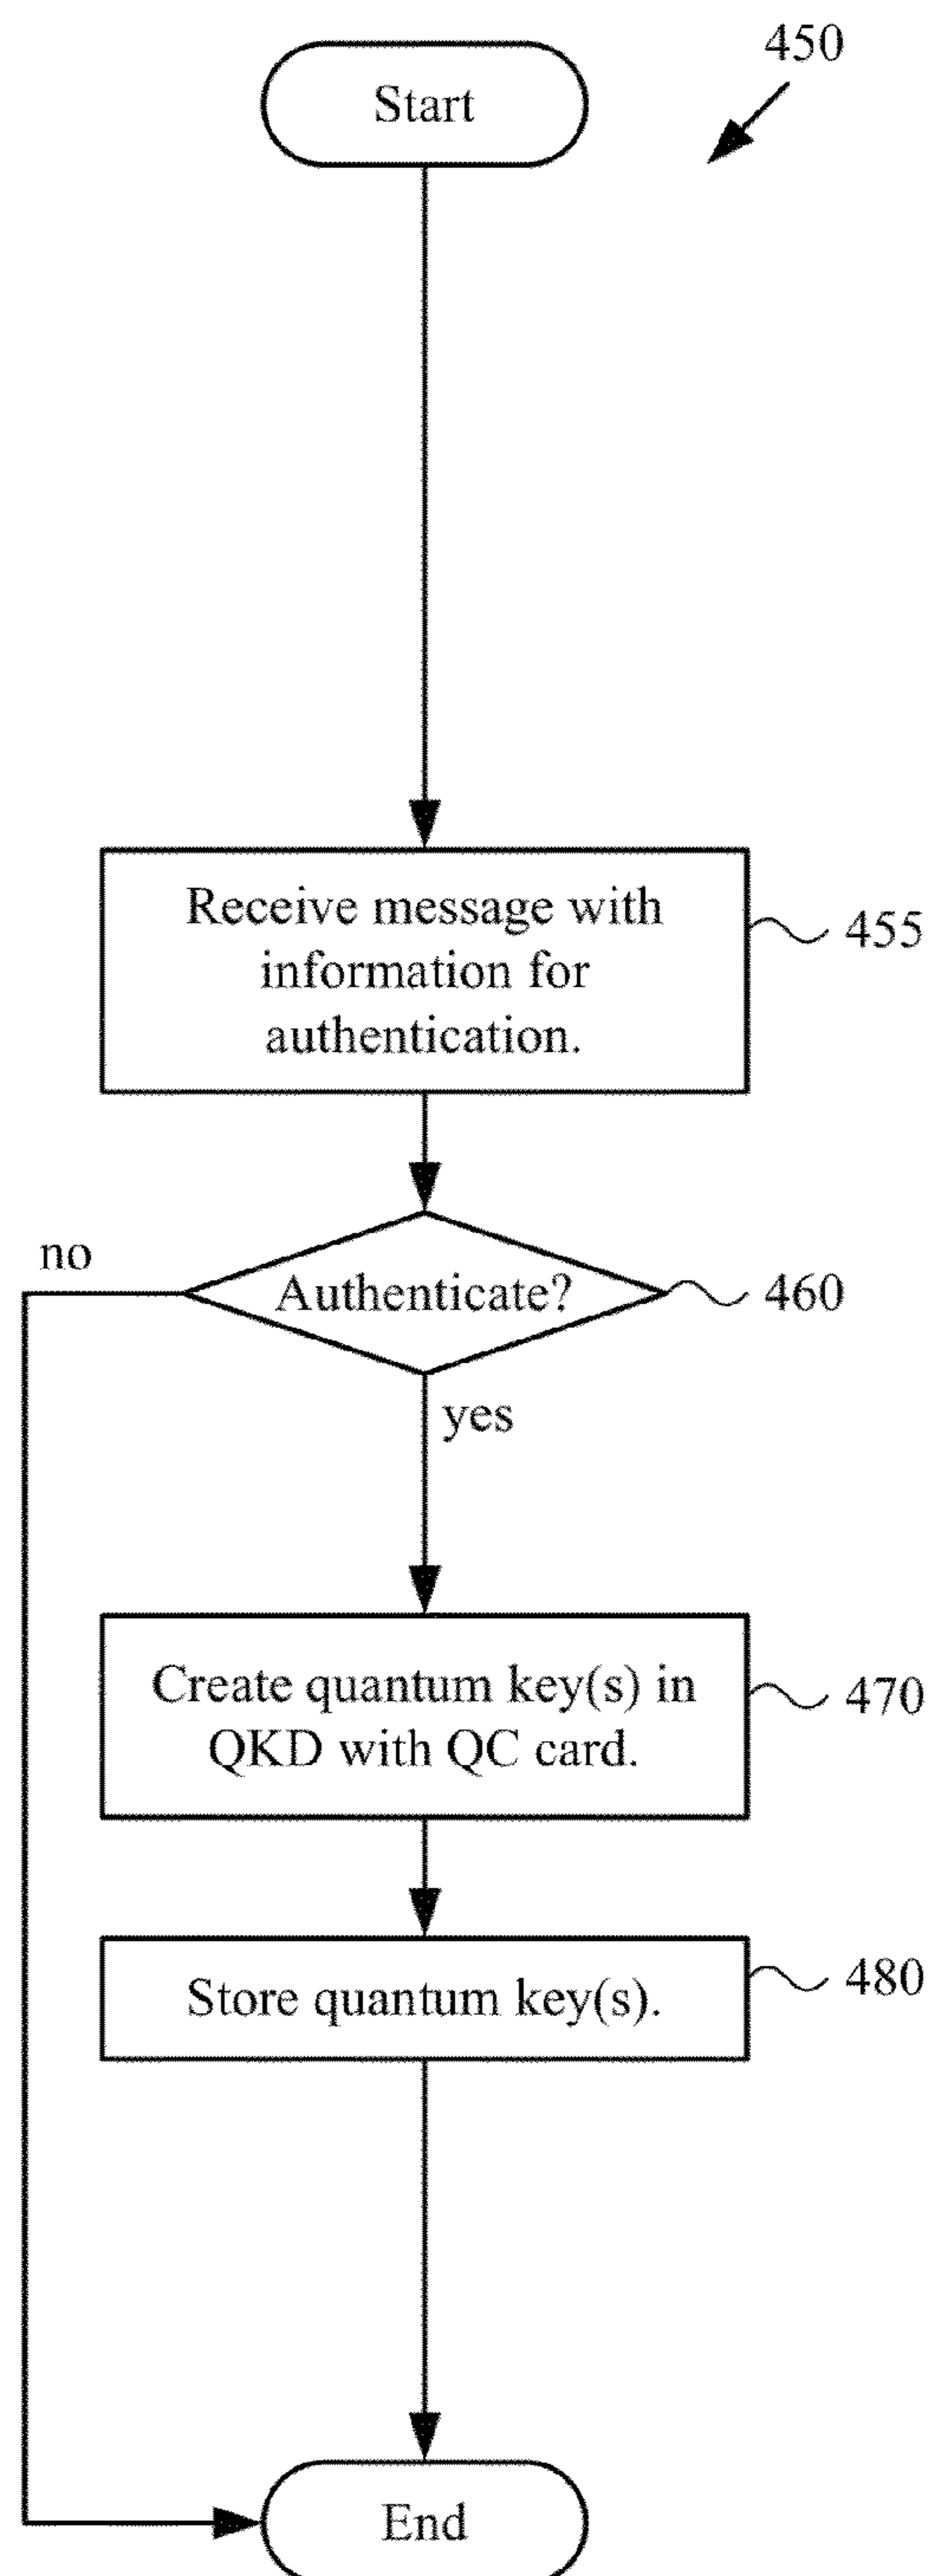 450
Start
Receive message with
information for
authentication.
455
no
Authenticate?
460
yes
Create quantum key(s) in
QKD with QC card.
470
Store quantum key(s).
480
End